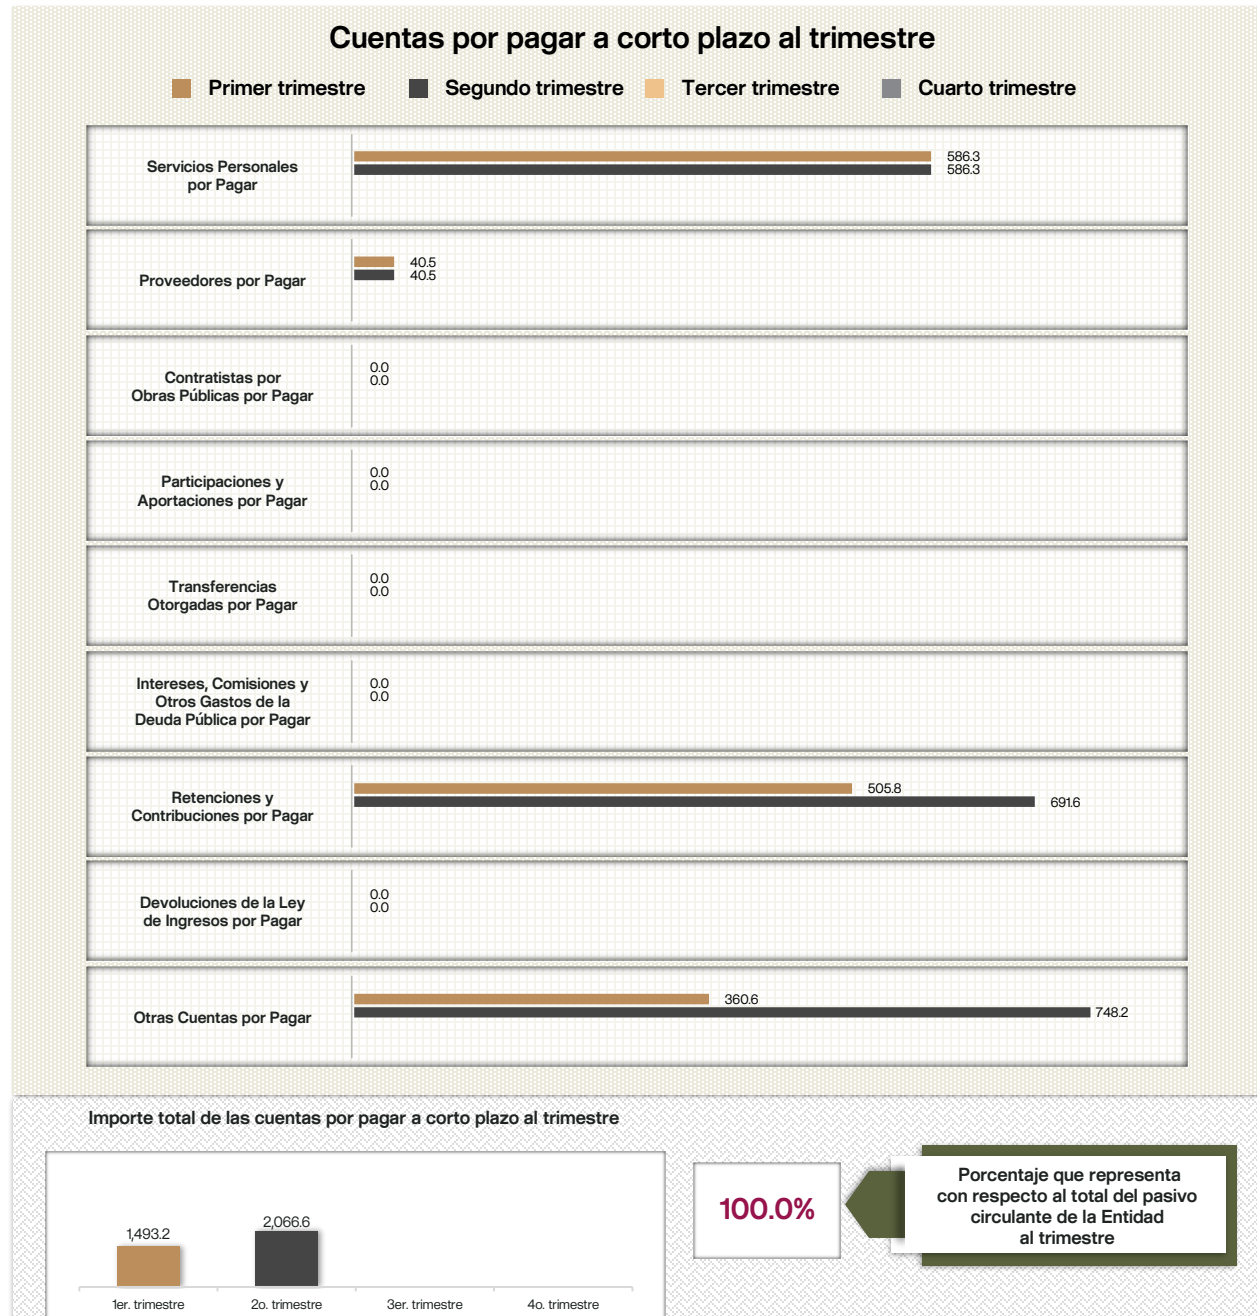 Cuentas por pagar a corto plazo al trimestre
Primer trimestre Segundo trimestre Tercer trimestre Cuarto trimestre
Servicios Personales
por Pagar
586.3
586.3
Proveedores por Pagar
40.5
40.5
Contratistas por
Obras Públicas por Pagar
0.0
0.0
Participaciones y
Aportaciones por Pagar
0.0
0.0
Transferencias
Otorgadas por Pagar
0.0
0.0
Intereses, Comisiones y
Otros Gastos de la
Deuda Pública por Pagar
0.0
0.0
Retenciones y
Contribuciones por Pagar
505.8
691.6
Devoluciones de la Ley
de Ingresos por Pagar
0.0
0.0
Otras Cuentas por Pagar
360.6
748.2
Importe total de las cuentas por pagar a corto plazo al trimestre
1,493.2
2,066.6
1er. trimestre 2o. trimestre 3er. trimestre 4o. trimestre
100.0%
Porcentaje que representa
con respecto al total del pasivo
circulante de la Entidad
al trimestre